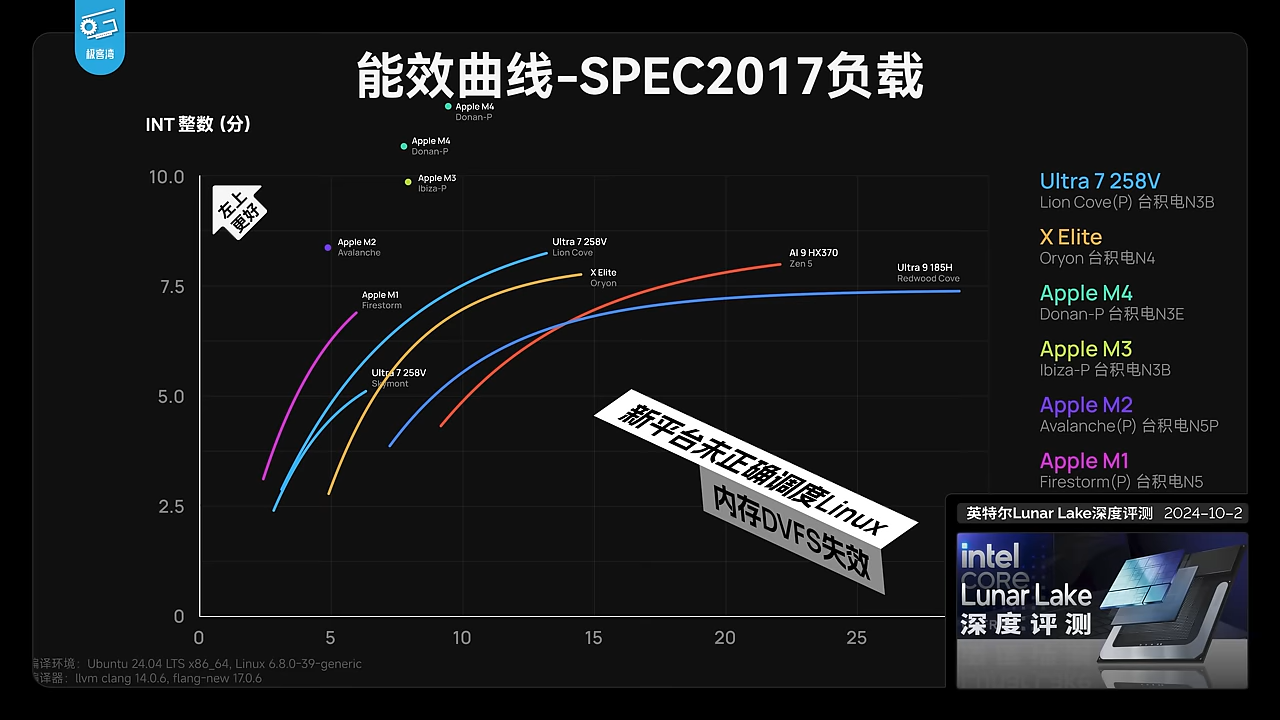 极客湾
能效曲线-SPEC2017负载
INT 整数 (分)
Apple M4
Donan-P
Apple M4
Donan-P
Apple M3
Ibiza-P
左上
更好
Apple M2
Avalanche
Apple M1
Firestorm
Ultra 7 258V
Lion Cove
X Elite
Oryon
AI 9 HX370
Zen 5
Ultra 9 185H
Redwood Cove
Ultra 7 258V
Skymont
10.0
7.5
5.0
2.5
0
0 5 10 15 20 25
新平台未正确调度Linux
内存DVFS失效
Ultra 7 258V
Lion Cove(P) 台积电N3B
X Elite
Oryon 台积电N4
Apple M4
Donan-P 台积电N3E
Apple M3
Ibiza-P 台积电N3B
Apple M2
Avalanche(P) 台积电N5P
Apple M1
Firestorm(P) 台积电N5
英特尔Lunar Lake深度评测 2024-10-2
intel
CORE
Lunar Lake
深度评测
编译环境：Ubuntu 24.04 LTS x86_64, Linux 6.8.0-39-generic
编译器：llvm clang 14.0.6, flang-new 17.0.6